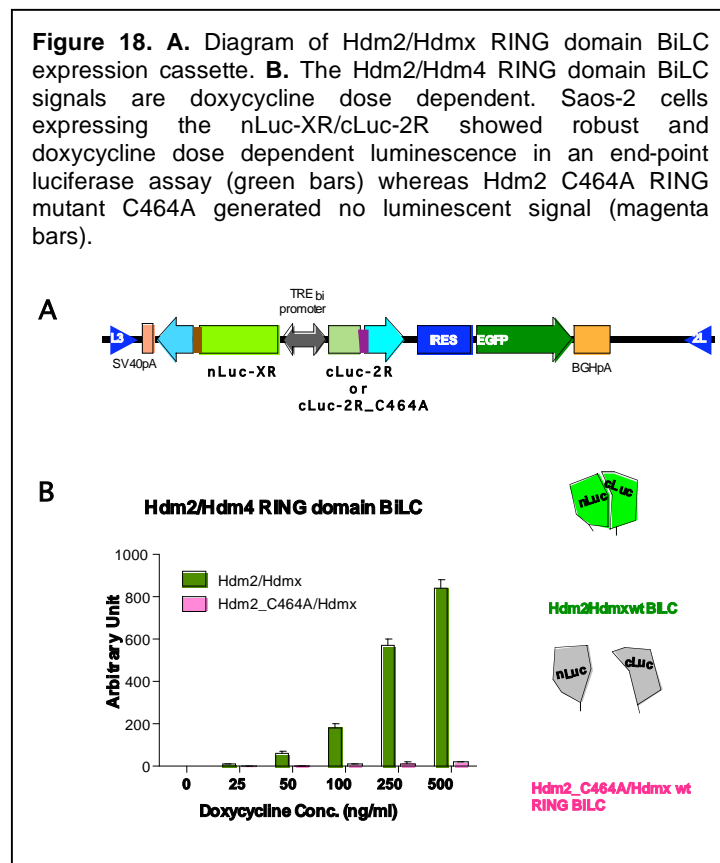 Figure 18. A. Diagram of Hdm2/Hdmx RING domain BiLC
expression cassette. B. The Hdm2/Hdm4 RING domain BiLC
signals are doxycycline dose dependent. Saos-2 cells
expressing the nLuc-XR/cLuc-2R showed robust and
doxycycline dose dependent luminescence in an end-point
luciferase assay (green bars) whereas Hdm2 C464A RING
mutant C464A generated no luminescent signal (magenta
bars).
A
TRE bi
promoter
L3
IRES
EGFP
2L
SV40pA
nLuc-XR
cLuc-2R
or
cLuc-2R_C464A
BGHpA
B
Hdm2/Hdm4 RING domain BiLC
nLuc
cLuc
Hdm2/Hdmxwt BiLC
nLuc
cLuc
Hdm2_C464A/Hdmx wt
RING BiLC
Arbitrary Unit
1000
800
600
400
200
0
Hdm2/Hdmx
Hdm2_C464A/Hdmx
0 25 50 100 250 500
Doxycycline Conc. (ng/ml)